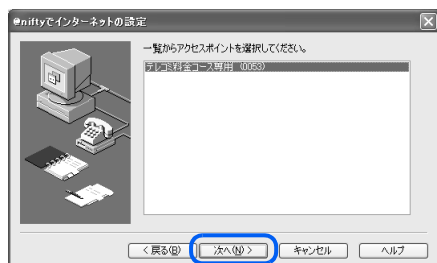 @niftyでインターネットの設定
一覧からアクセスポイントを選択してください。
テレコミ料金コース専用 (0053)
< 戻る(B)
次へ(N) >
キャンセル
ヘルプ